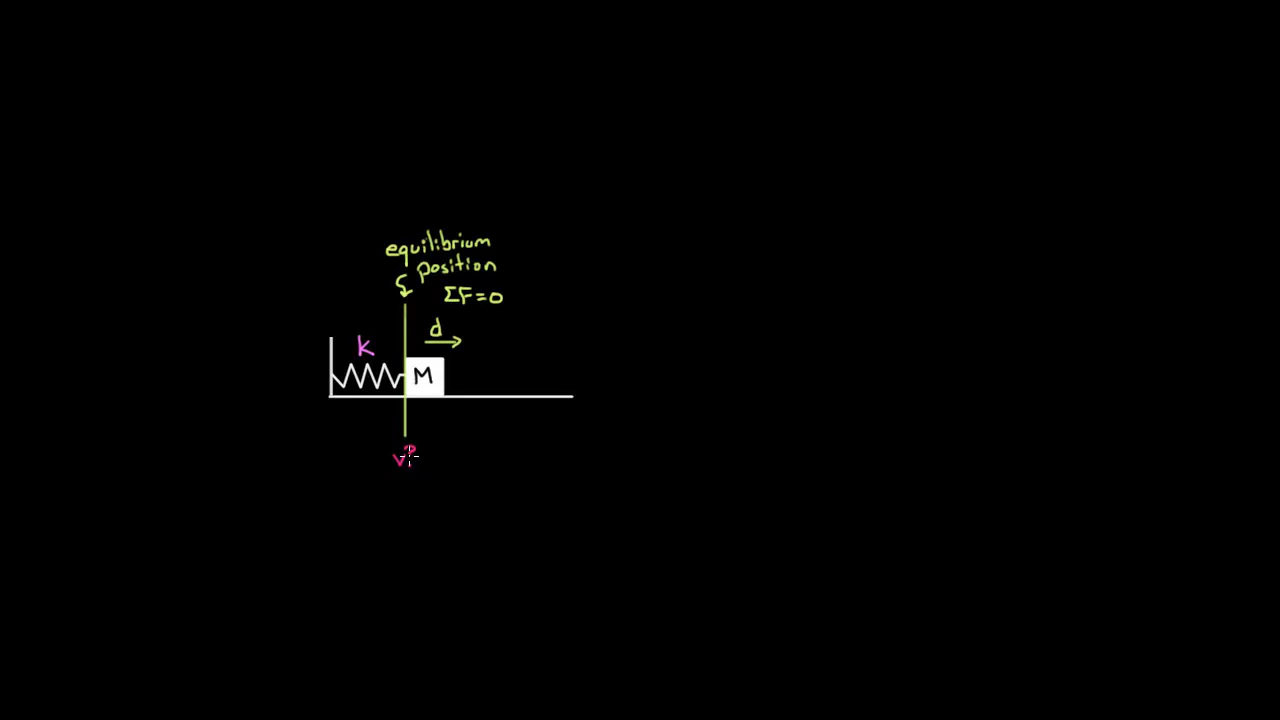 equilibrium
position
ΣF=0
d
k
M
v?